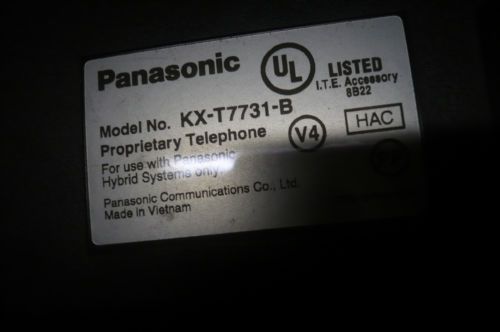 Panasonic
UL
LISTED
I.T.E. Accessory
8B22
Model No. KX-T7731-B
Proprietary Telephone
V4
HAC
For use with Panasonic
Hybrid Systems only.
Panasonic Communications Co., Ltd.
Made in Vietnam